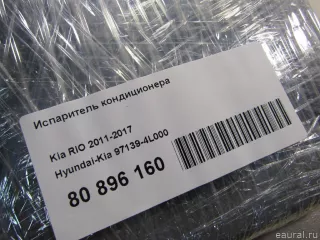 Испаритель кондиционера
Kia RIO 2011-2017
Hyundai-Kia 97139-4L000
80 896 160
eaural.ru